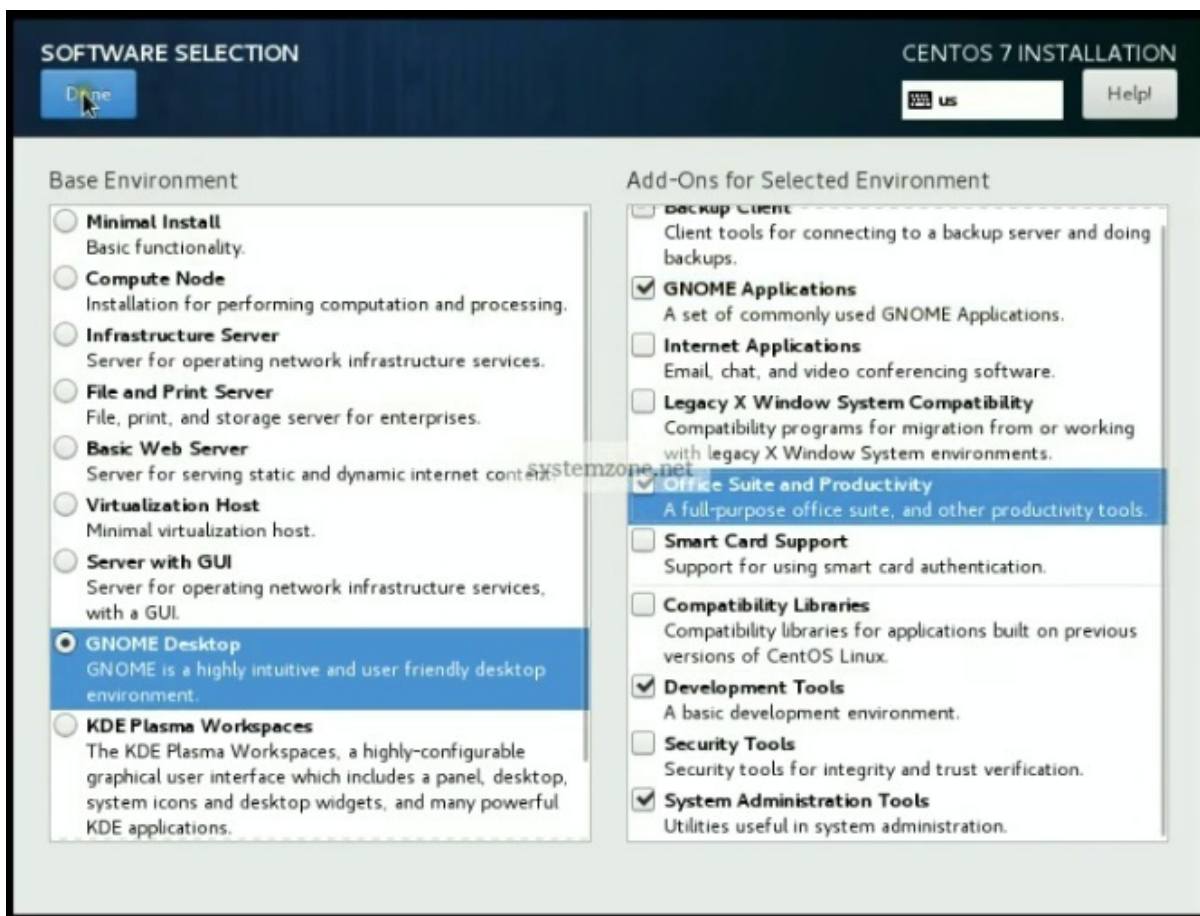 SOFTWARE SELECTION
Done
CENTOS 7 INSTALLATION
us
Help!
Base Environment
Minimal Install
Basic functionality.
Compute Node
Installation for performing computation and processing.
Infrastructure Server
Server for operating network infrastructure services.
File and Print Server
File, print, and storage server for enterprises.
Basic Web Server
Server for serving static and dynamic internet content.
Virtualization Host
Minimal virtualization host.
Server with GUI
Server for operating network infrastructure services,
with a GUI.
GNOME Desktop
GNOME is a highly intuitive and user friendly desktop
environment.
KDE Plasma Workspaces
The KDE Plasma Workspaces, a highly-configurable
graphical user interface which includes a panel, desktop,
system icons and desktop widgets, and many powerful
KDE applications.
Add-Ons for Selected Environment
Backup Client
Client tools for connecting to a backup server and doing
backups.
GNOME Applications
A set of commonly used GNOME Applications.
Internet Applications
Email, chat, and video conferencing software.
Legacy X Window System Compatibility
Compatibility programs for migration from or working
with legacy X Window System environments.
Office Suite and Productivity
A full-purpose office suite, and other productivity tools.
Smart Card Support
Support for using smart card authentication.
Compatibility Libraries
Compatibility libraries for applications built on previous
versions of CentOS Linux.
Development Tools
A basic development environment.
Security Tools
Security tools for integrity and trust verification.
System Administration Tools
Utilities useful in system administration.
systemzone.net